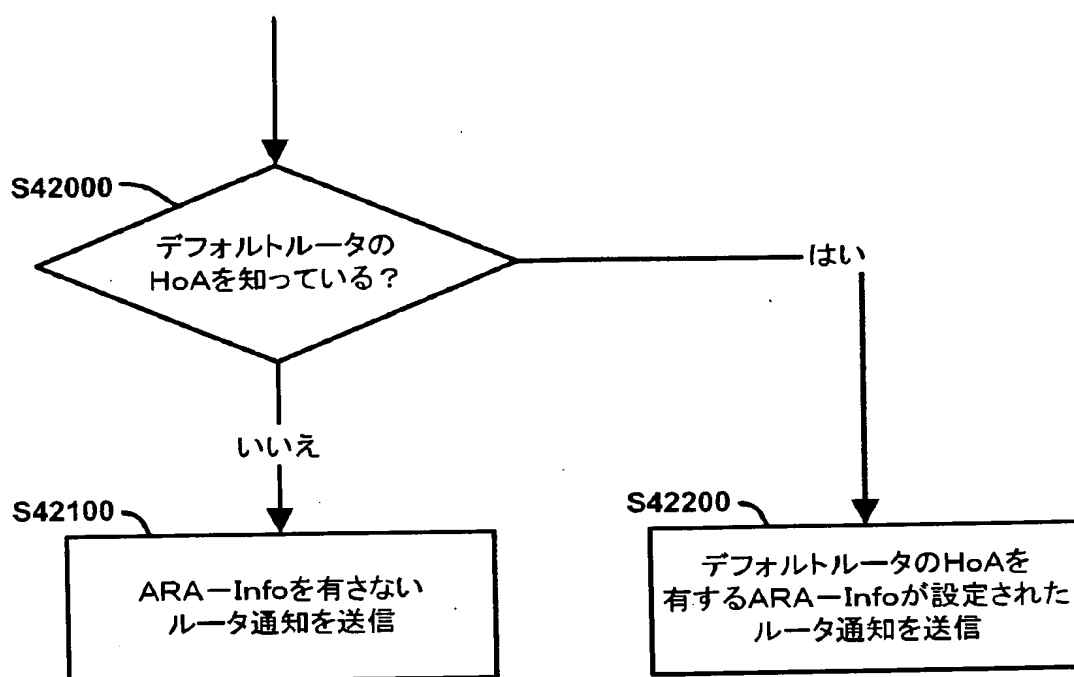 S42000
デフォルトルータの
HoAを知っている？
はい
いいえ
S42100
ARA－Infoを有さない
ルータ通知を送信
S42200
デフォルトルータのHoAを
有するARA－Infoが設定された
ルータ通知を送信